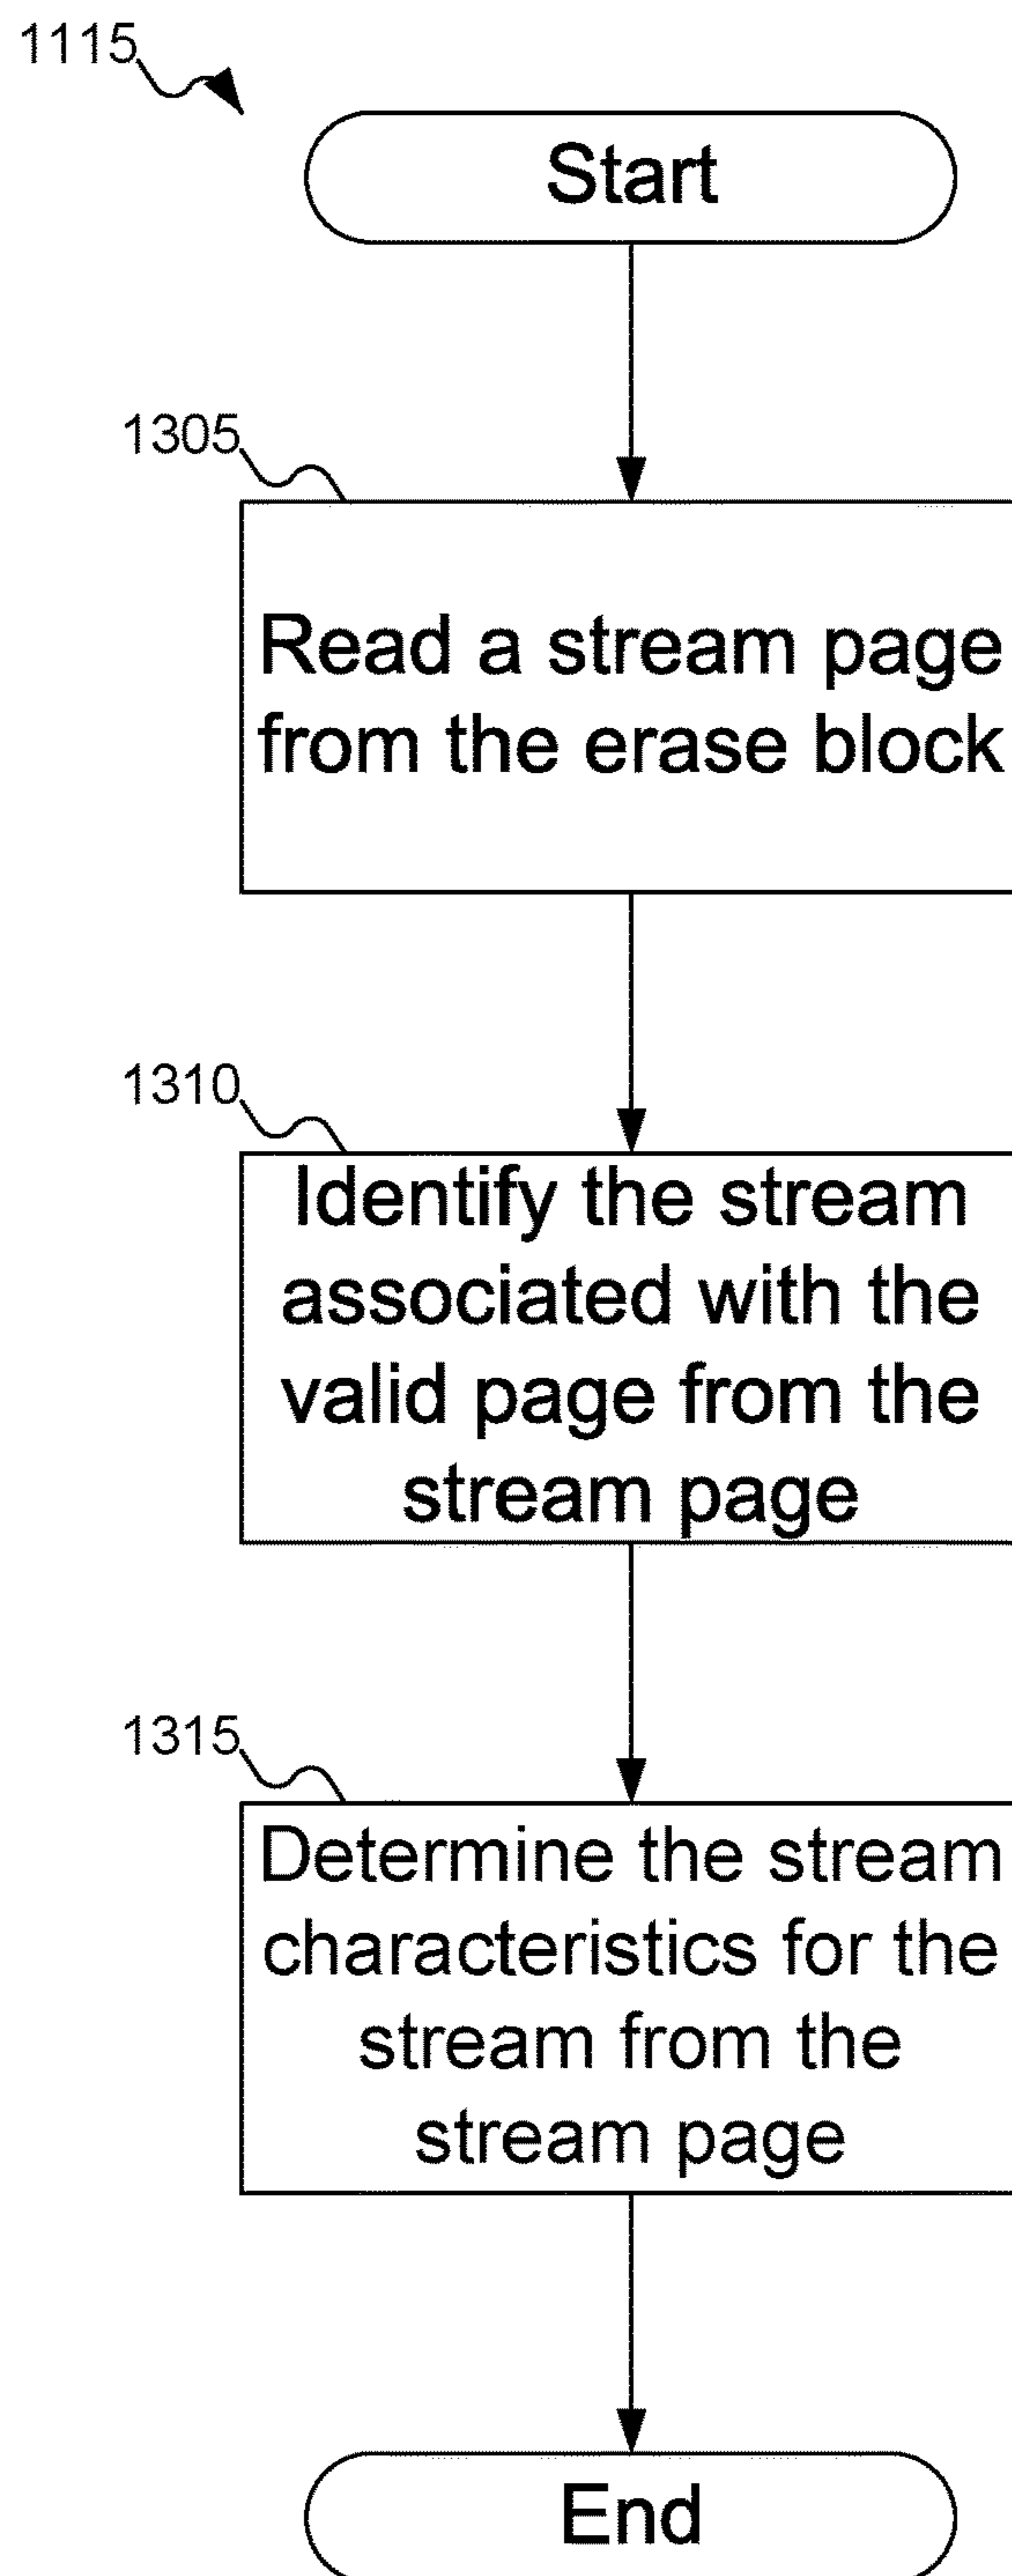 1115
Start
1305
Read a stream page
from the erase block
1310
Identify the stream
associated with the
valid page from the
stream page
1315
Determine the stream
characteristics for the
stream from the
stream page
End